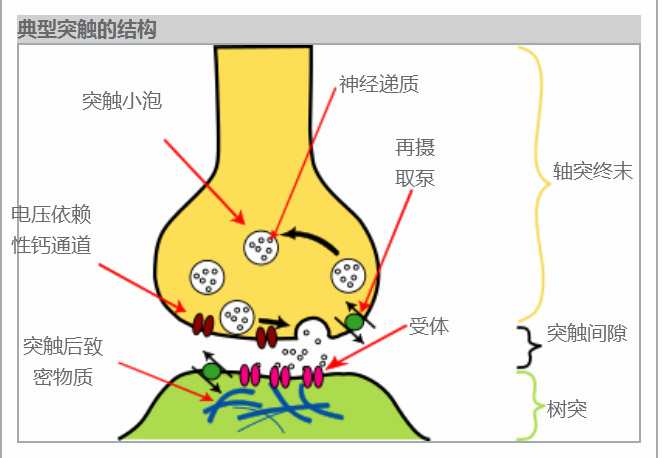 典型突触的结构
突触小泡
神经递质
再摄
取泵
轴突终末
电压依赖
性钙通道
受体
突触间隙
突触后致
密物质
树突